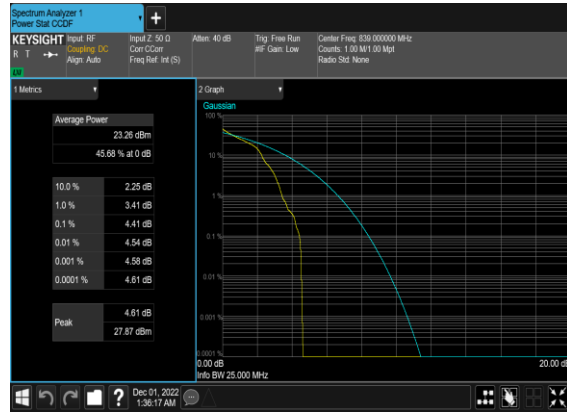 Spectrum Analyzer 1
Power Stat CCDF
+
KEYSIGHT
R T
LW
Input: RF
Coupling: DC
Align: Auto
Input Z: 50 Ω
Corr CCorr
Freq Ref: Int (S)
Atten: 40 dB
Trig: Free Run
#IF Gain: Low
Center Freq: 839.000000 MHz
Counts: 1.00 M/1.00 Mpt
Radio Std: None
1 Metrics
Average Power
23.26 dBm
45.68 % at 0 dB
10.0 % 2.25 dB
1.0 % 3.41 dB
0.1 % 4.41 dB
0.01 % 4.54 dB
0.001 % 4.58 dB
0.0001 % 4.61 dB
Peak
4.61 dB
27.87 dBm
2 Graph
Gaussian
100 %
10 %
1 %
0.1 %
0.01 %
0.001 %
0.0001 %
0.00 dB
20.00 dB
Info BW 25.000 MHz
?
Dec 01, 2022
1:36:17 AM